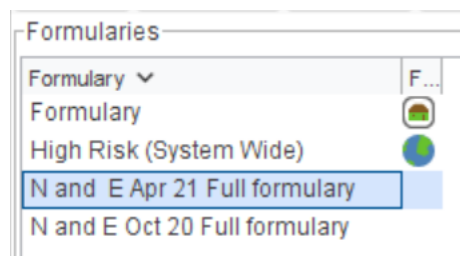 Formularies
Formulary F...
Formulary
High Risk (System Wide)
N and  E Apr 21 Full formulary
N and E Oct 20 Full formulary